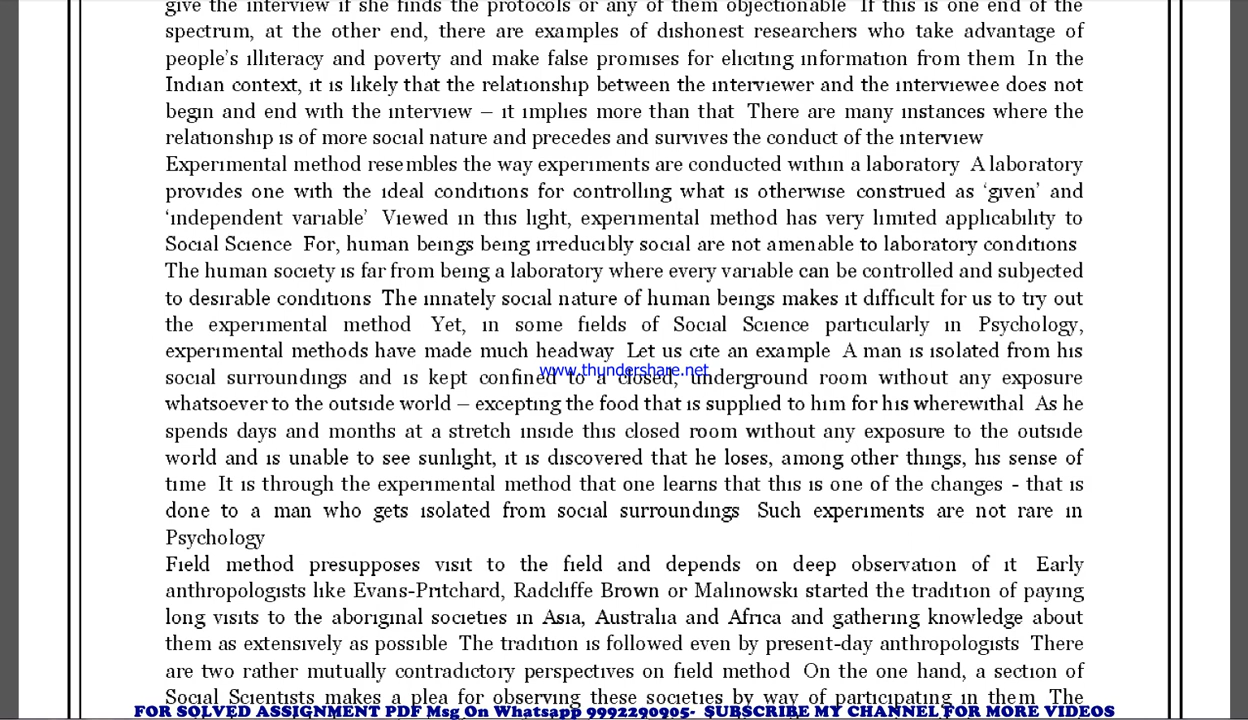 give the interview if she finds the protocols or any of them objectionable If this is one end of the
spectrum, at the other end, there are examples of dishonest researchers who take advantage of
people's illiteracy and poverty and make false promises for eliciting information from them In the
Indian context, it is likely that the relationship between the interviewer and the interviewee does not
begin and end with the interview – it implies more than that There are many instances where the
relationship is of more social nature and precedes and survives the conduct of the interview
Experimental method resembles the way experiments are conducted within a laboratory A laboratory
provides one with the ideal conditions for controlling what is otherwise construed as 'given' and
'independent variable' Viewed in this light, experimental method has very limited applicability to
Social Science For, human beings being irreducibly social are not amenable to laboratory conditions
The human society is far from being a laboratory where every variable can be controlled and subjected
to desirable conditions The innately social nature of human beings makes it difficult for us to try out
the experimental method Yet, in some fields of Social Science particularly in Psychology,
experimental methods have made much headway Let us cite an example A man is isolated from his
www.thundershare.net
social surroundings and is kept confined to a closed, underground room without any exposure
whatsoever to the outside world – excepting the food that is supplied to him for his wherewithal As he
spends days and months at a stretch inside this closed room without any exposure to the outside
world and is unable to see sunlight, it is discovered that he loses, among other things, his sense of
time It is through the experimental method that one learns that this is one of the changes - that is
done to a man who gets isolated from social surroundings Such experiments are not rare in
Psychology
Field method presupposes visit to the field and depends on deep observation of it Early
anthropologists like Evans-Pritchard, Radcliffe Brown or Malinowski started the tradition of paying
long visits to the aboriginal societies in Asia, Australia and Africa and gathering knowledge about
them as extensively as possible The tradition is followed even by present-day anthropologists There
are two rather mutually contradictory perspectives on field method On the one hand, a section of
Social Scientists makes a plea for observing these societies by way of participating in them The
FOR SOLVED ASSIGNMENT PDF Msg On Whatsapp 9992290905- SUBSCRIBE MY CHANNEL FOR MORE VIDEOS